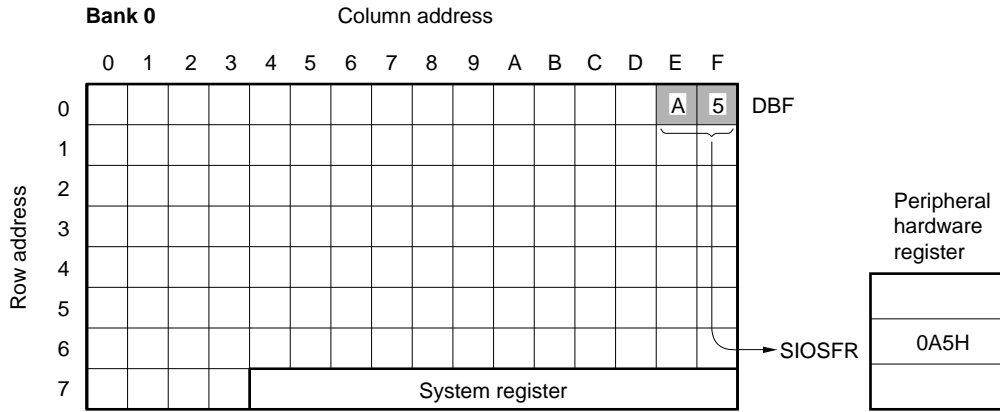 Bank 0 Column address
0 1 2 3 4 5 6 7 8 9 A B C D E F
0 A 5 DBF
1
2
3
4
5
6 SIOSFR 0A5H
7 System register
Row address
Peripheral
hardware
register